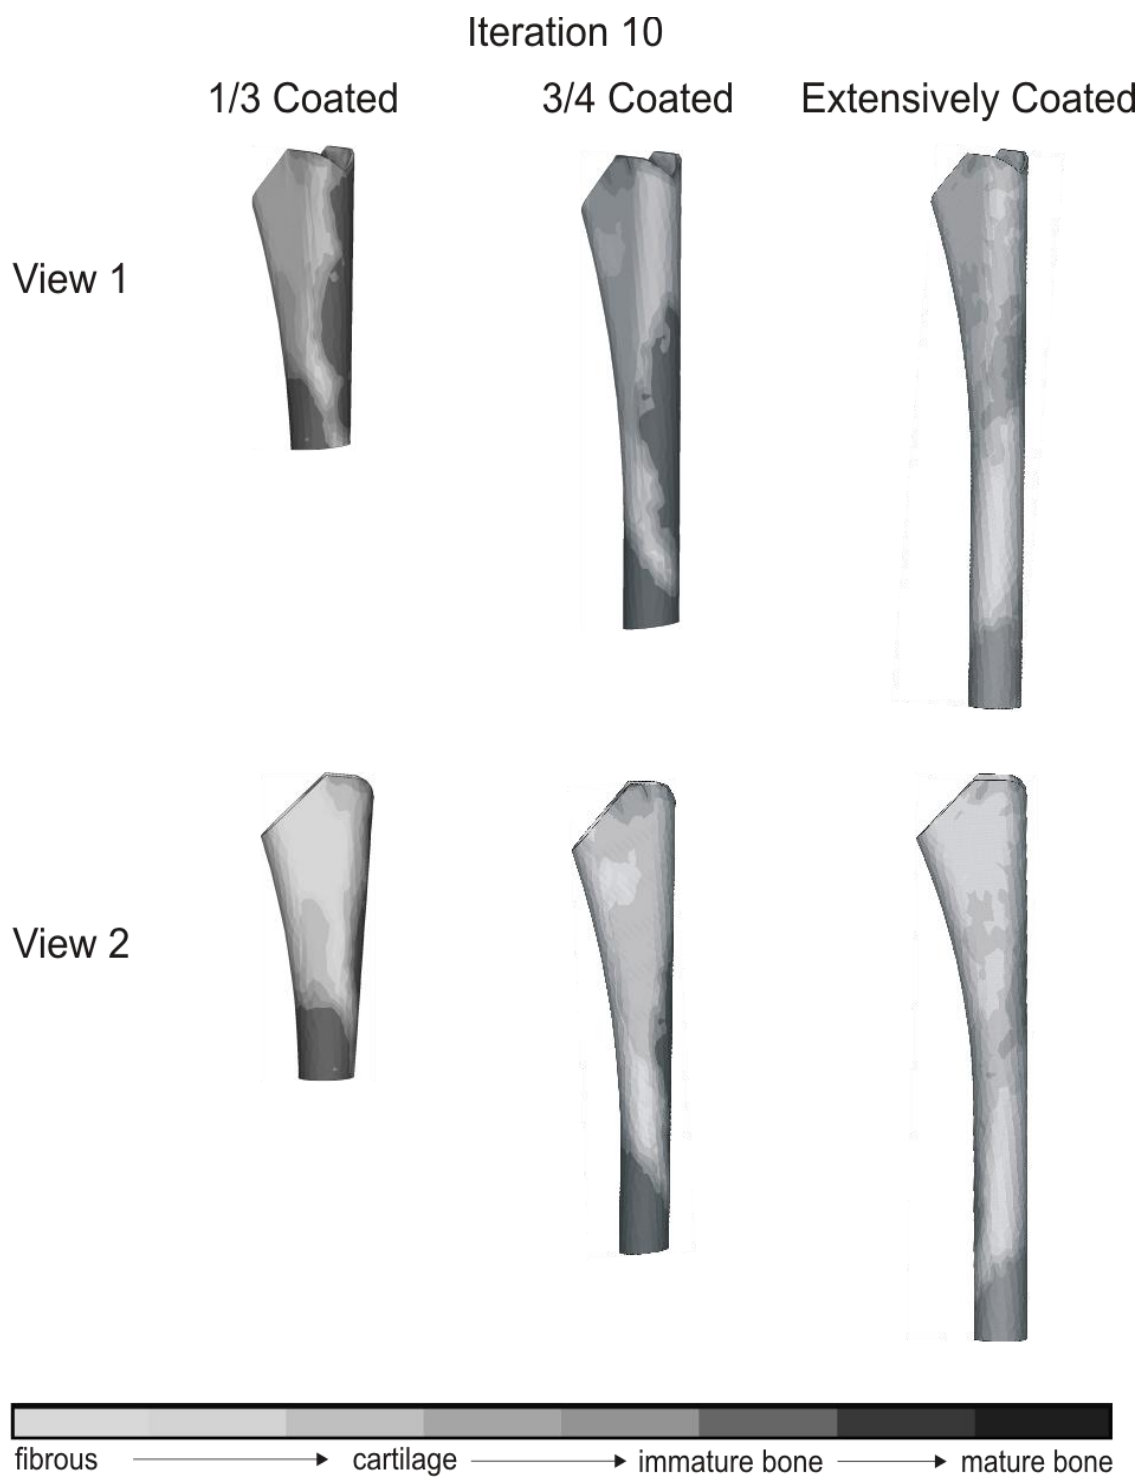 Iteration 10
1/3 Coated 3/4 Coated Extensively Coated
View 1
View 2
fibrous cartilage immature bone mature bone